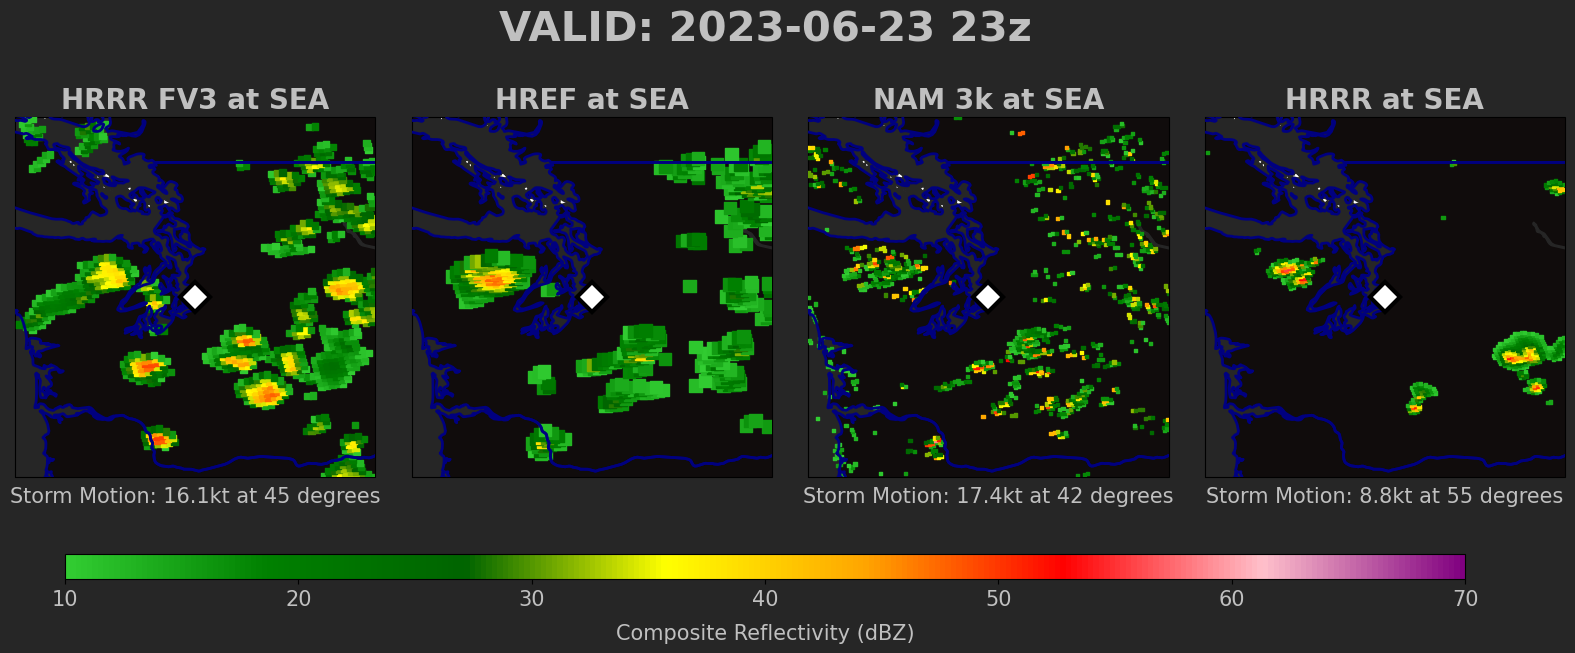 VALID: 2023-06-23 23z
HRRR FV3 at SEA
HREF at SEA
NAM 3k at SEA
HRRR at SEA
Storm Motion: 16.1kt at 45 degrees
Storm Motion: 17.4kt at 42 degrees
Storm Motion: 8.8kt at 55 degrees
10 20 30 40 50 60 70
Composite Reflectivity (dBZ)